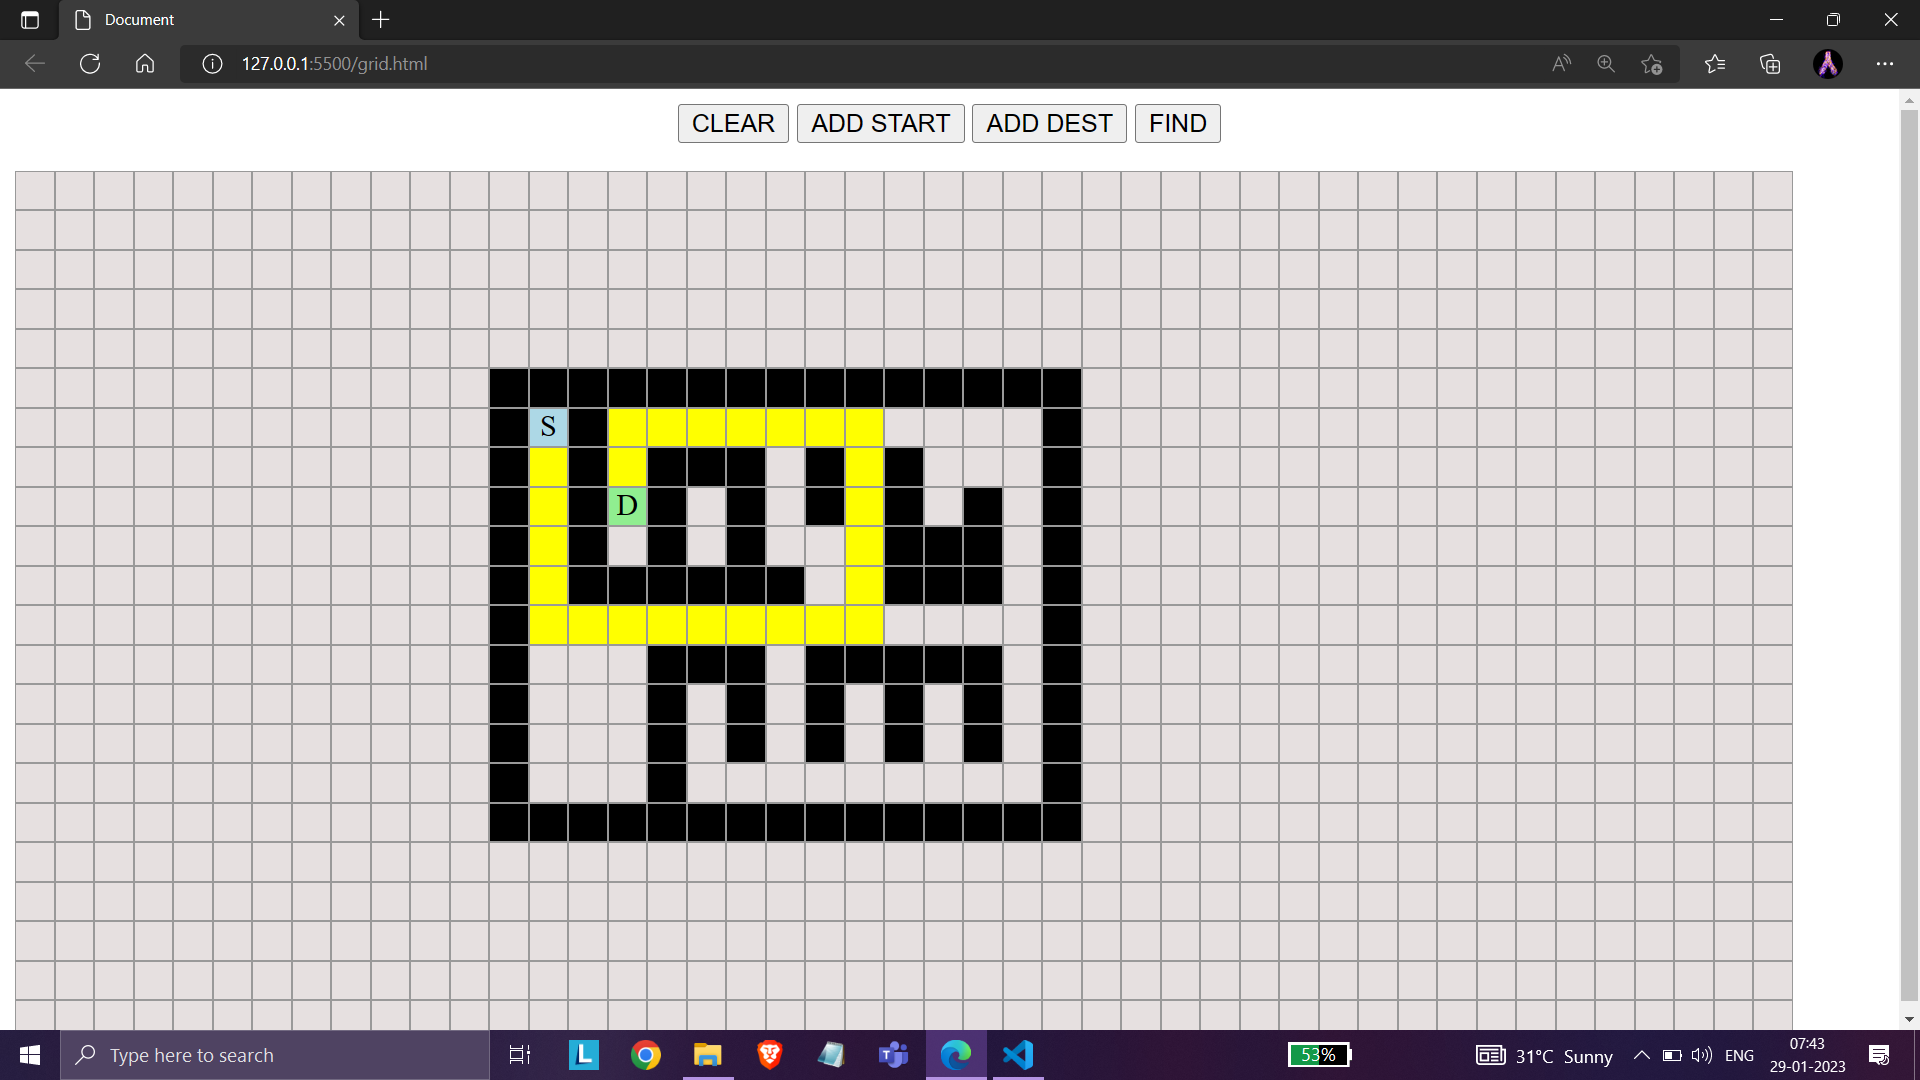 Document
127.0.0.1:5500/grid.html
CLEAR ADD START ADD DEST FIND
S
D
Type here to search
L
53%
31°C Sunny
ENG
07:43
29-01-2023